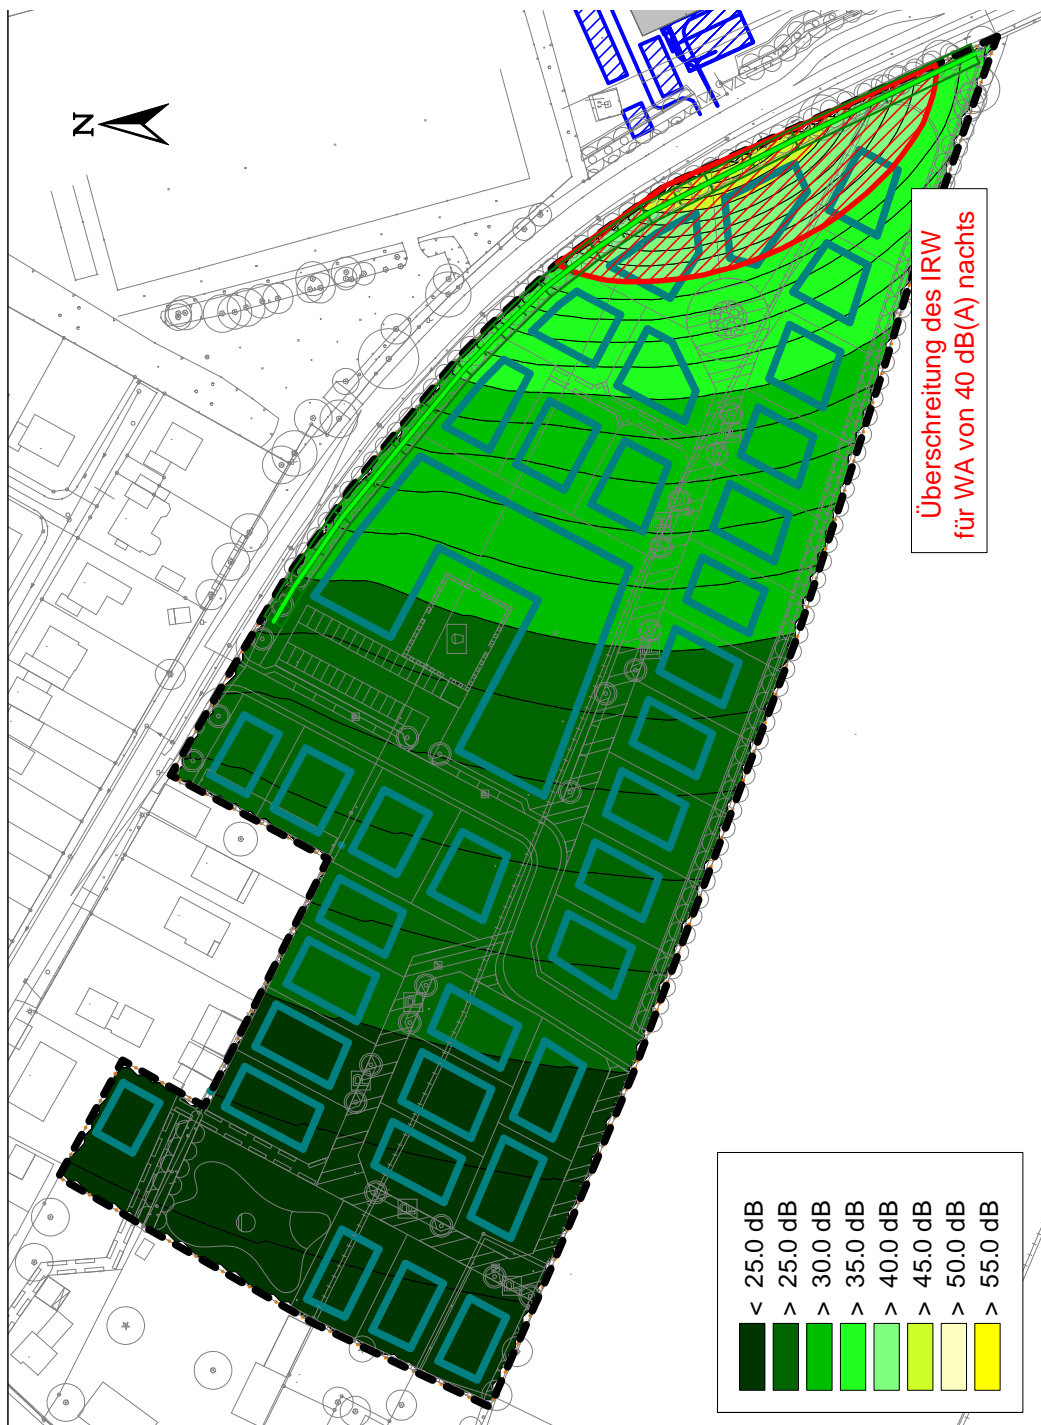 N
Überschreitung des IRW
für WA von 40 dB(A) nachts
< 25.0 dB
> 25.0 dB
> 30.0 dB
> 35.0 dB
> 40.0 dB
> 45.0 dB
> 50.0 dB
> 55.0 dB